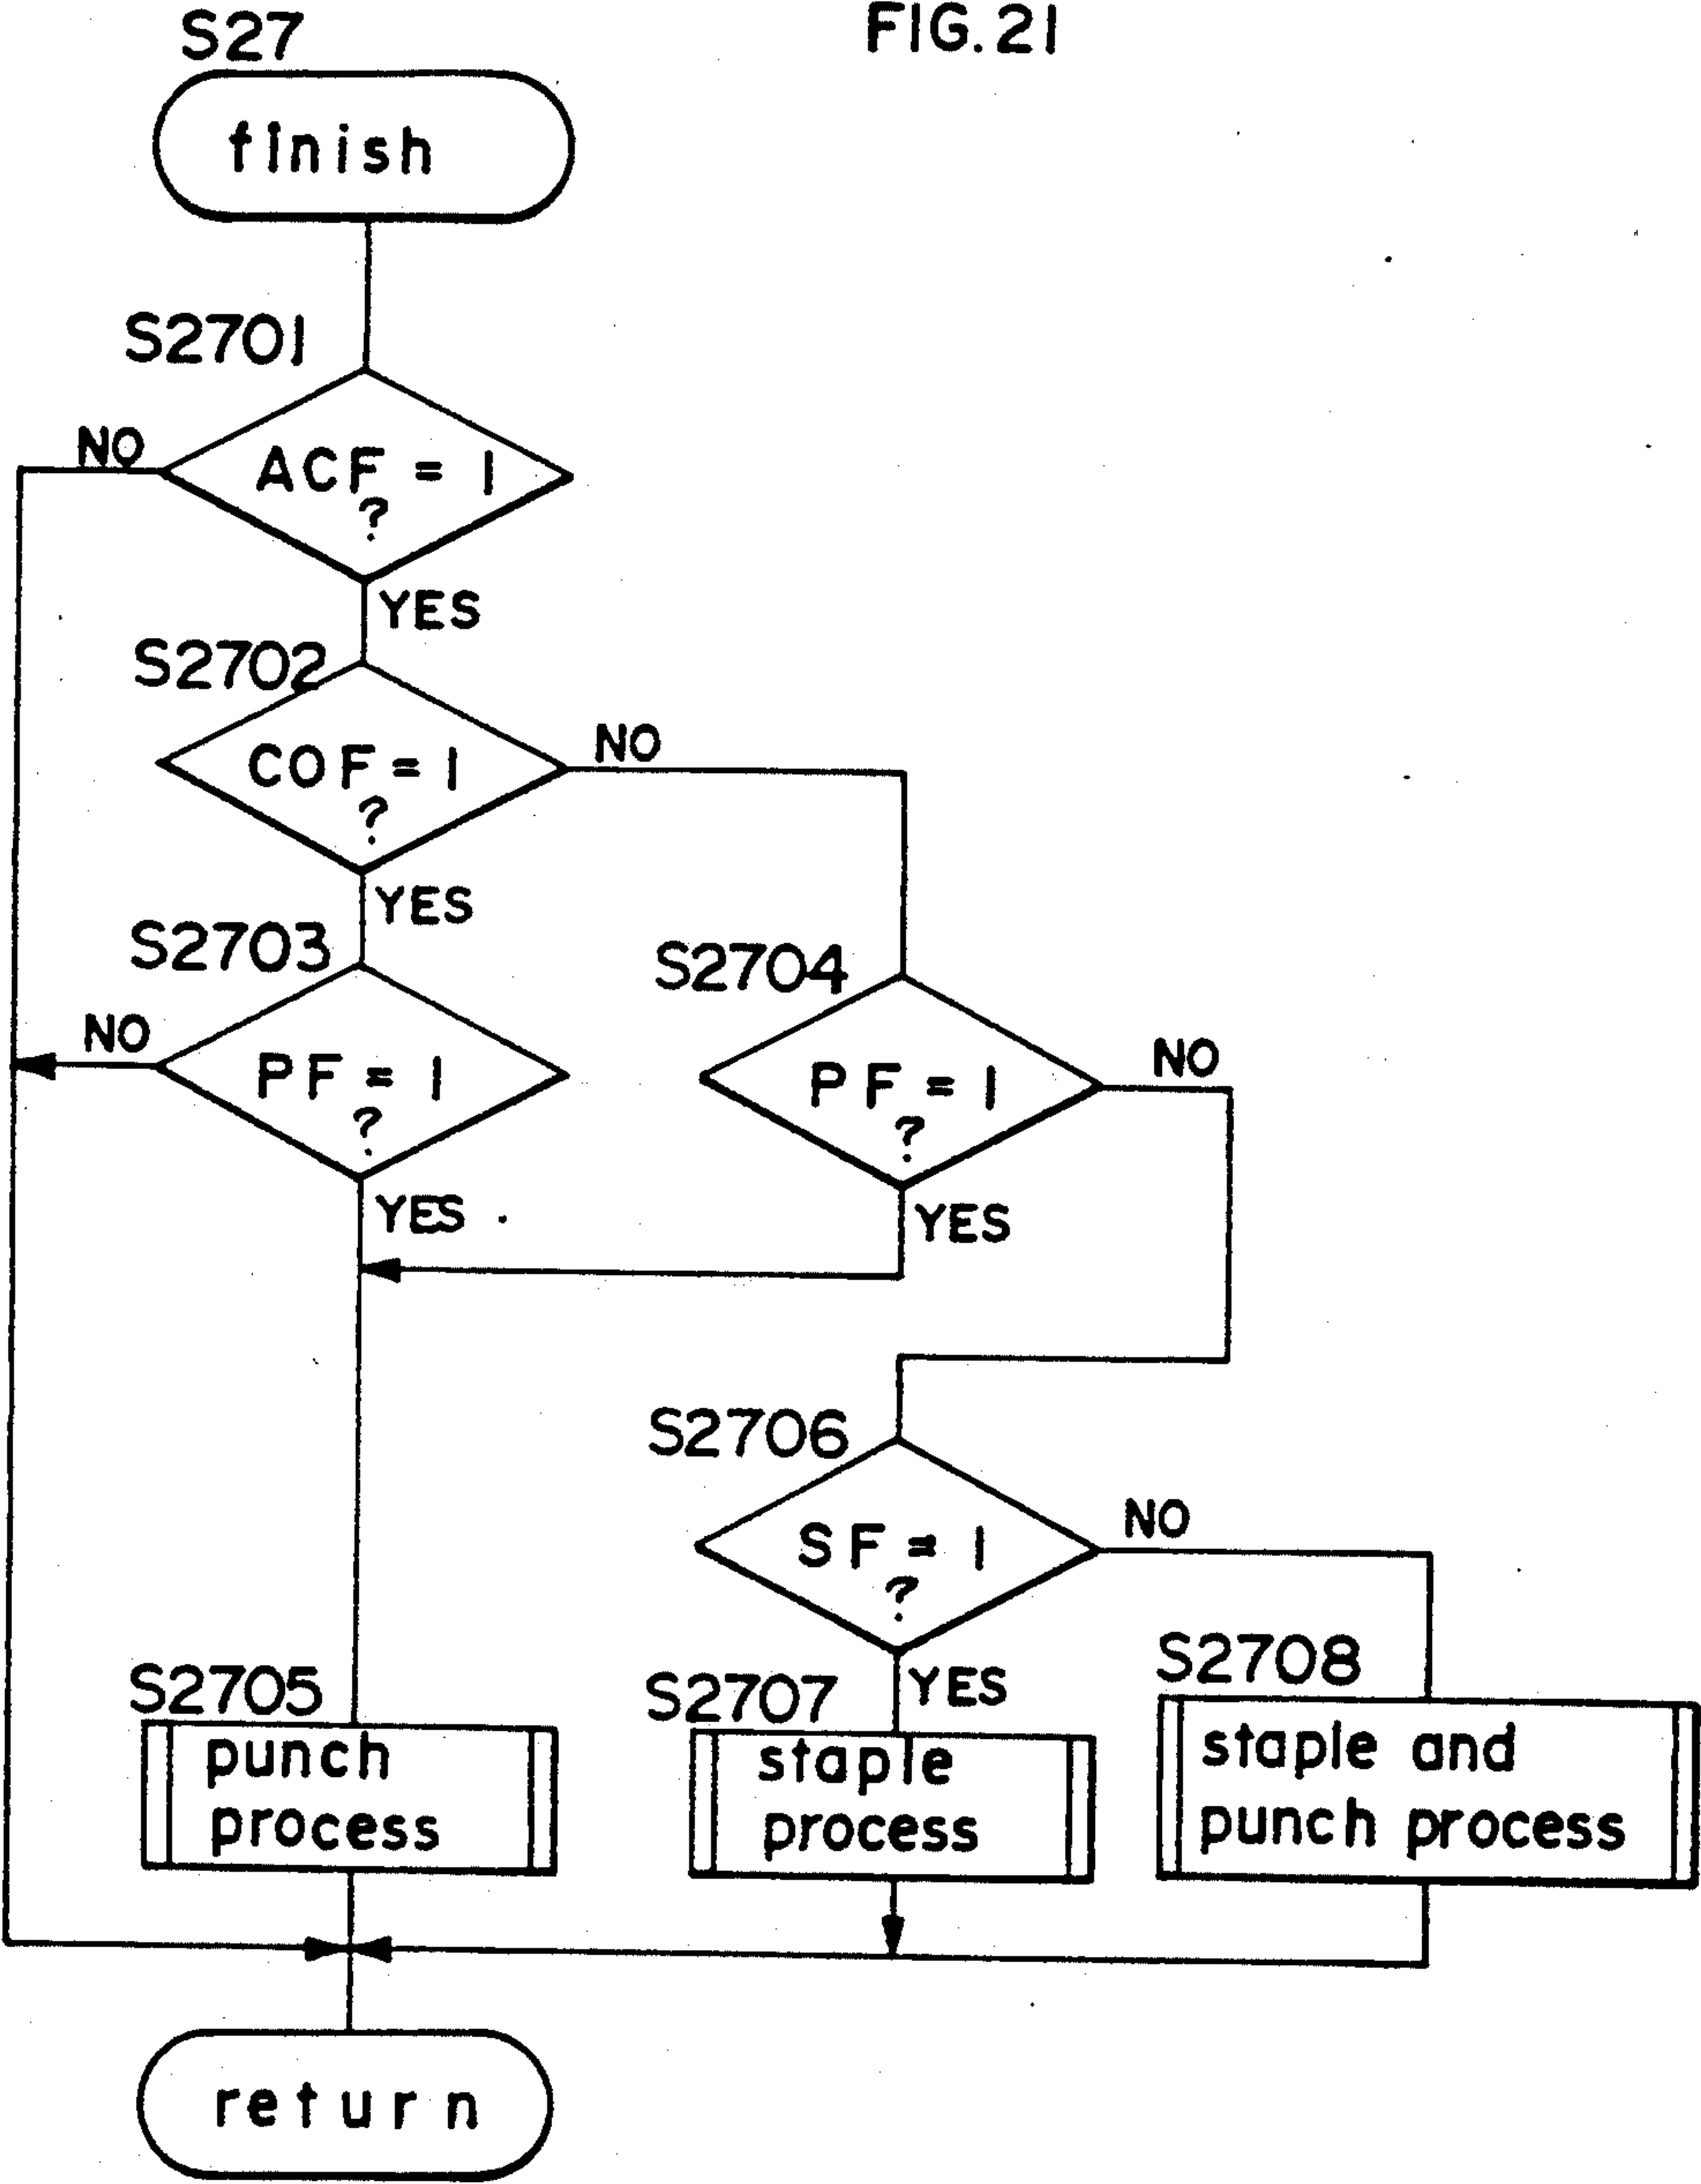 FIG. 21
S27
finish
S2701
NO
ACF = 1
?
YES
S2702
NO
COF = 1
?
YES
S2703
S2704
NO
PF = 1
?
NO
PF = 1
?
YES
YES
S2706
NO
SF = 1
?
YES
S2705
punch
process
S2707
staple
process
S2708
staple and
punch process
return